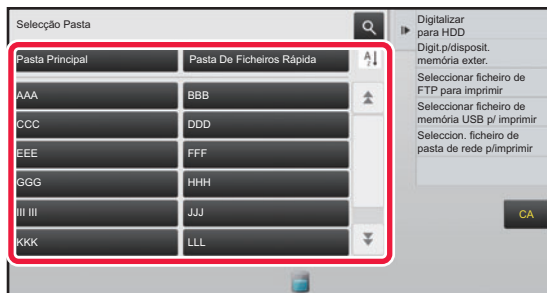 Selecção Pasta
Pasta Principal
Pasta De Ficheiros Rápida
AAA
BBB
CCC
DDD
EEE
FFF
GGG
HHH
III III
JJJ
KKK
LLL
Digitalizar
para HDD
Digit.p/disposit.
memória exter.
Seleccionar ficheiro de
FTP para imprimir
Seleccionar ficheiro de
memória USB p/ imprimir
Seleccion. ficheiro de
pasta de rede p/imprimir
CA